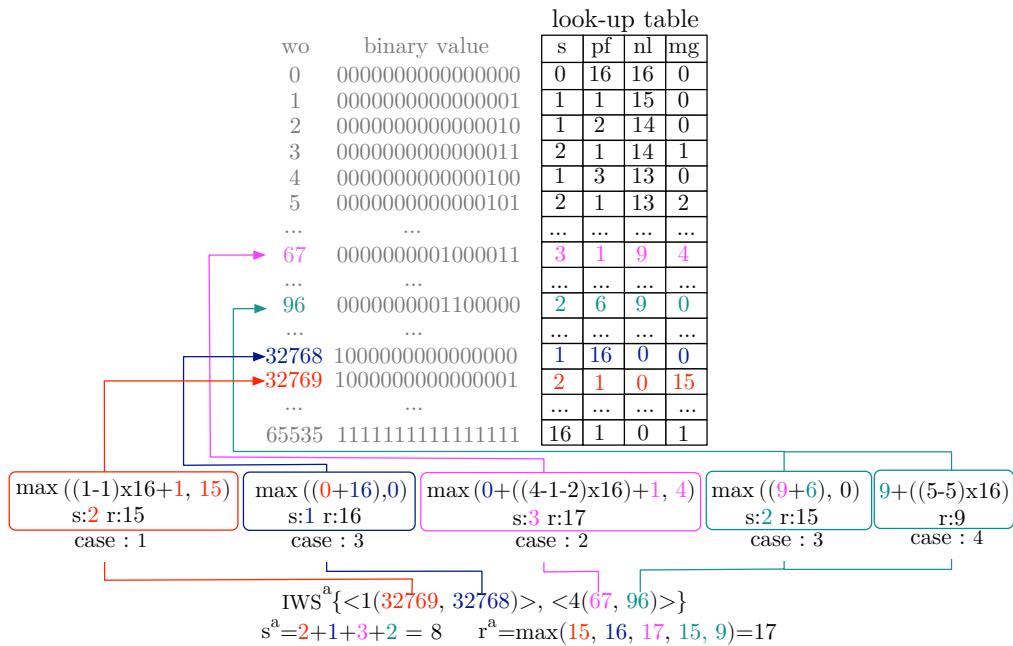 look-up table
wo binary value s pf nl mg
0 0000000000000000 0 16 16 0
1 0000000000000001 1 1 15 0
2 0000000000000010 1 2 14 0
3 0000000000000011 2 1 14 1
4 0000000000000100 1 3 13 0
5 0000000000000101 2 1 13 2
... ... ... ... ... ...
67 0000000001000011 3 1 9 4
... ... ... ... ... ...
96 0000000001100000 2 6 9 0
... ... ... ... ... ...
32768 1000000000000000 1 16 0 0
32769 1000000000000001 2 1 0 15
... ... ... ... ... ...
65535 1111111111111111 16 1 0 1
max ((1-1)x16+1, 15) max ((0+16),0) max (0+((4-1-2)x16)+1, 4) max ((9+6), 0) 9+((5-5)x16)
s:2 r:15 s:1 r:16 s:3 r:17 s:2 r:15 r:9
case : 1 case : 3 case : 2 case : 3 case : 4
IWSᵃ{<1(32769, 32768)>, <4(67, 96)>}
sᵃ=2+1+3+2 = 8 rᵃ=max(15, 16, 17, 15, 9)=17